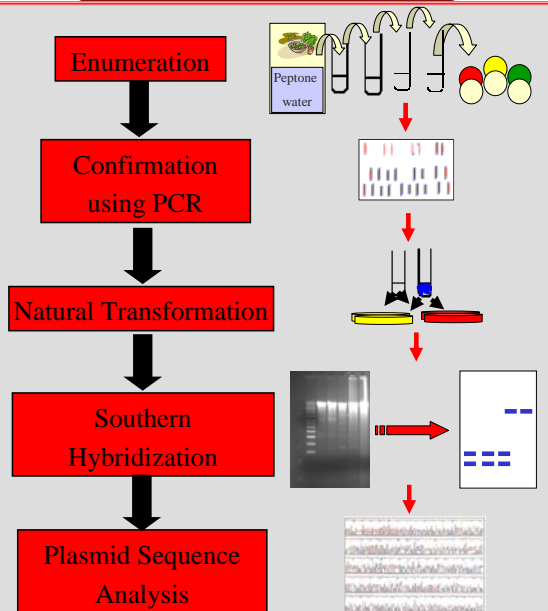 Enumeration
Peptone
water
Confirmation
using PCR
Natural Transformation
Southern
Hybridization
Plasmid Sequence
Analysis